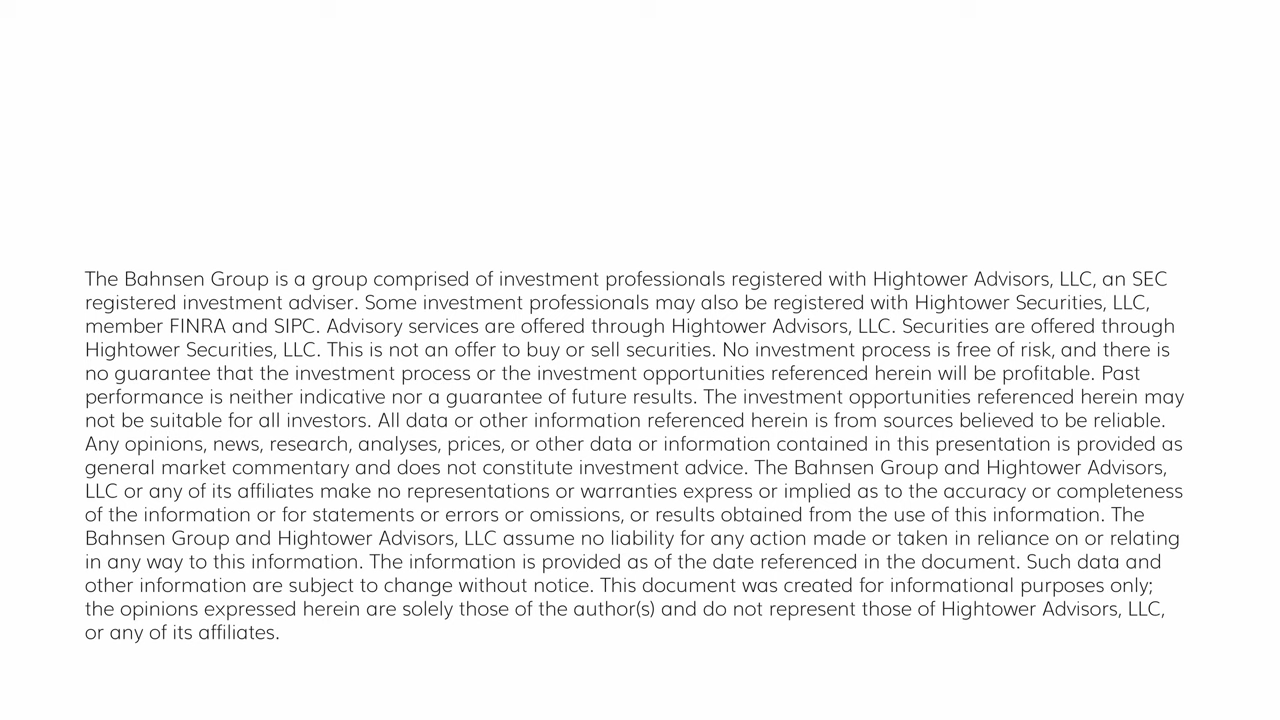 The Bahnsen Group is a group comprised of investment professionals registered with Hightower Advisors, LLC, an SEC
registered investment adviser. Some investment professionals may also be registered with Hightower Securities, LLC,
member FINRA and SIPC. Advisory services are offered through Hightower Advisors, LLC. Securities are offered through
Hightower Securities, LLC. This is not an offer to buy or sell securities. No investment process is free of risk, and there is
no guarantee that the investment process or the investment opportunities referenced herein will be profitable. Past
performance is neither indicative nor a guarantee of future results. The investment opportunities referenced herein may
not be suitable for all investors. All data or other information referenced herein is from sources believed to be reliable.
Any opinions, news, research, analyses, prices, or other data or information contained in this presentation is provided as
general market commentary and does not constitute investment advice. The Bahnsen Group and Hightower Advisors,
LLC or any of its affiliates make no representations or warranties express or implied as to the accuracy or completeness
of the information or for statements or errors or omissions, or results obtained from the use of this information. The
Bahnsen Group and Hightower Advisors, LLC assume no liability for any action made or taken in reliance on or relating
in any way to this information. The information is provided as of the date referenced in the document. Such data and
other information are subject to change without notice. This document was created for informational purposes only;
the opinions expressed herein are solely those of the author(s) and do not represent those of Hightower Advisors, LLC,
or any of its affiliates.